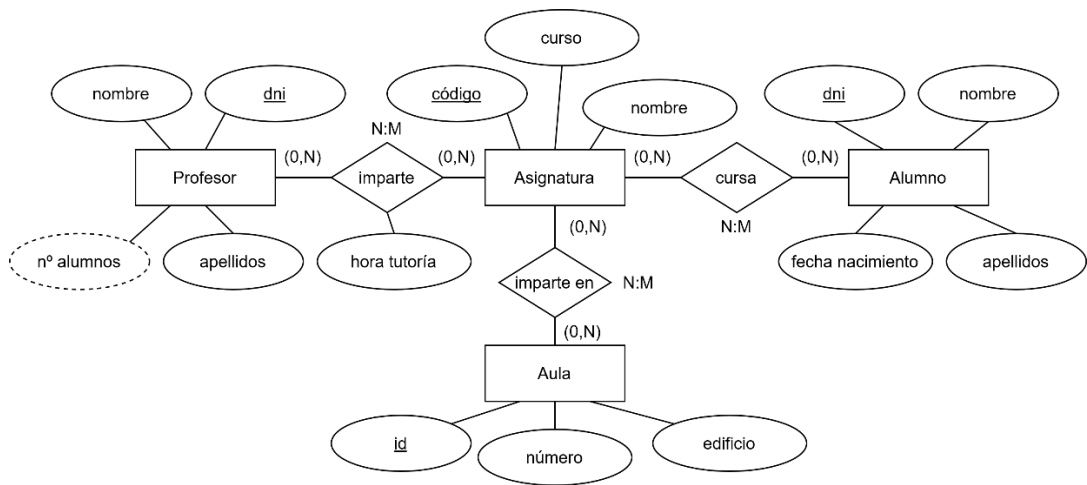 curso
nombre
dni
código
nombre
dni
nombre
N:M
(0,N)
(0,N)
(0,N)
(0,N)
Profesor
imparte
Asignatura
cursa
Alumno
(0,N)
N:M
nº alumnos
apellidos
hora tutoría
fecha nacimiento
apellidos
imparte en
N:M
(0,N)
Aula
id
número
edificio